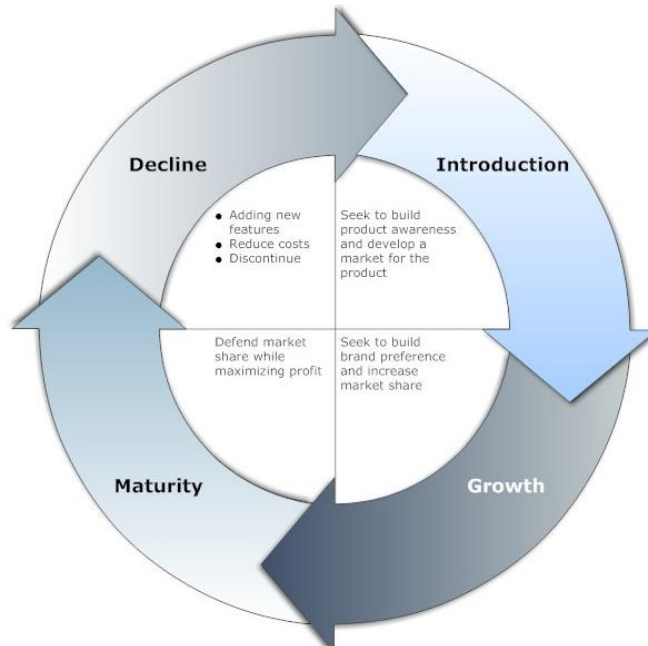 Decline
Introduction
● Adding new
features
● Reduce costs
● Discontinue
Seek to build
product awareness
and develop a
market for the
product
Defend market
share while
maximizing profit
Seek to build
brand preference
and increase
market share
Maturity
Growth